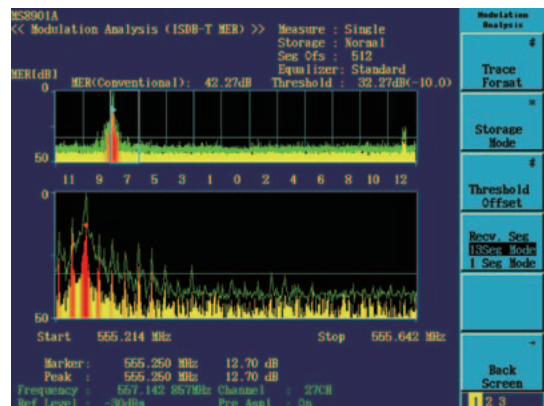 MS8901A
<< Modulation Analysis (ISDB-T MER) >>
Measure : Single
Storage : Normal
Seg Ofs : 512
Equalizer: Standard
MER[dB] MER(Conventional): 42.27dB Threshold : 32.27dB(-10.0)
0
50
11 9 7 5 3 1 0 2 4 6 8 10 12
0
50
Start 555.214 MHz Stop 555.642 MHz
Marker: 555.250 MHz 12.70 dB
Peak : 555.250 MHz 12.70 dB
Frequency : 557.142 857MHz Channel : 27CH
Ref Level : -30dBm Pre Ampl : On
Modulation
Analysis
#
Trace
Format
*
Storage
Mode
#
Threshold
Offset
Recv. Seg
13Seg Mode
1 Seg Mode
→
Back
Screen
1 2 3